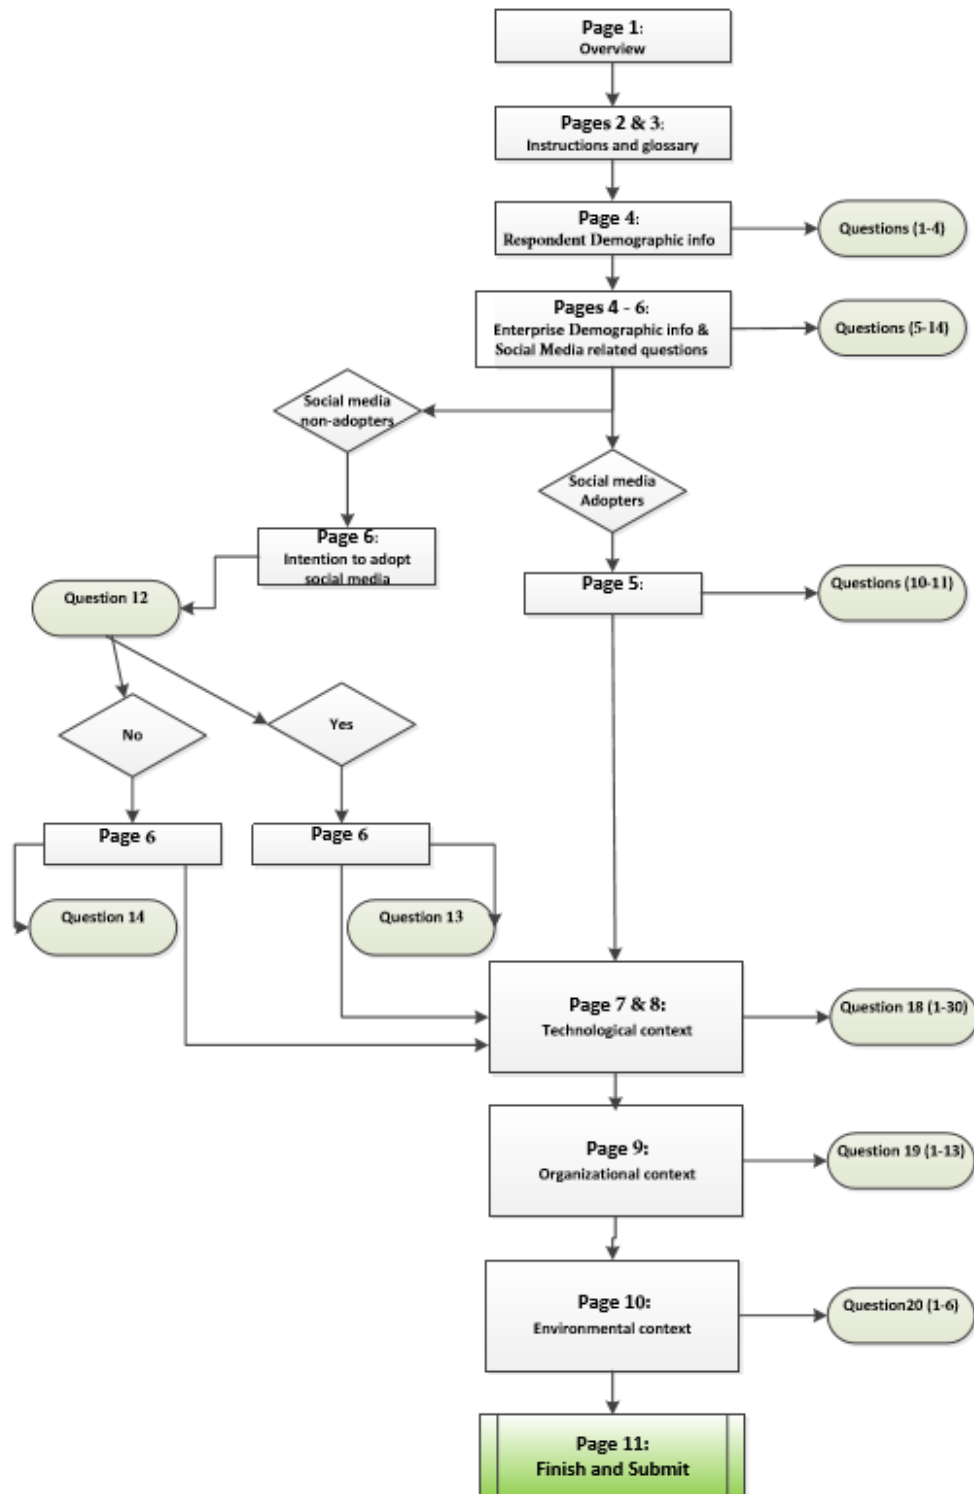 Page 1:
Overview
Pages 2 & 3:
Instructions and glossary
Page 4:
Respondent Demographic info
Questions (1-4)
Pages 4 - 6:
Enterprise Demographic info &
Social Media related questions
Questions (5-14)
Social media
non-adopters
Social media
Adopters
Page 6:
Intention to adopt
social media
Page 5:
Questions (10-11)
Question 12
No
Yes
Page 6
Page 6
Question 14
Question 13
Page 7 & 8:
Technological context
Question 18 (1-30)
Page 9:
Organizational context
Question 19 (1-13)
Page 10:
Environmental context
Question20 (1-6)
Page 11:
Finish and Submit